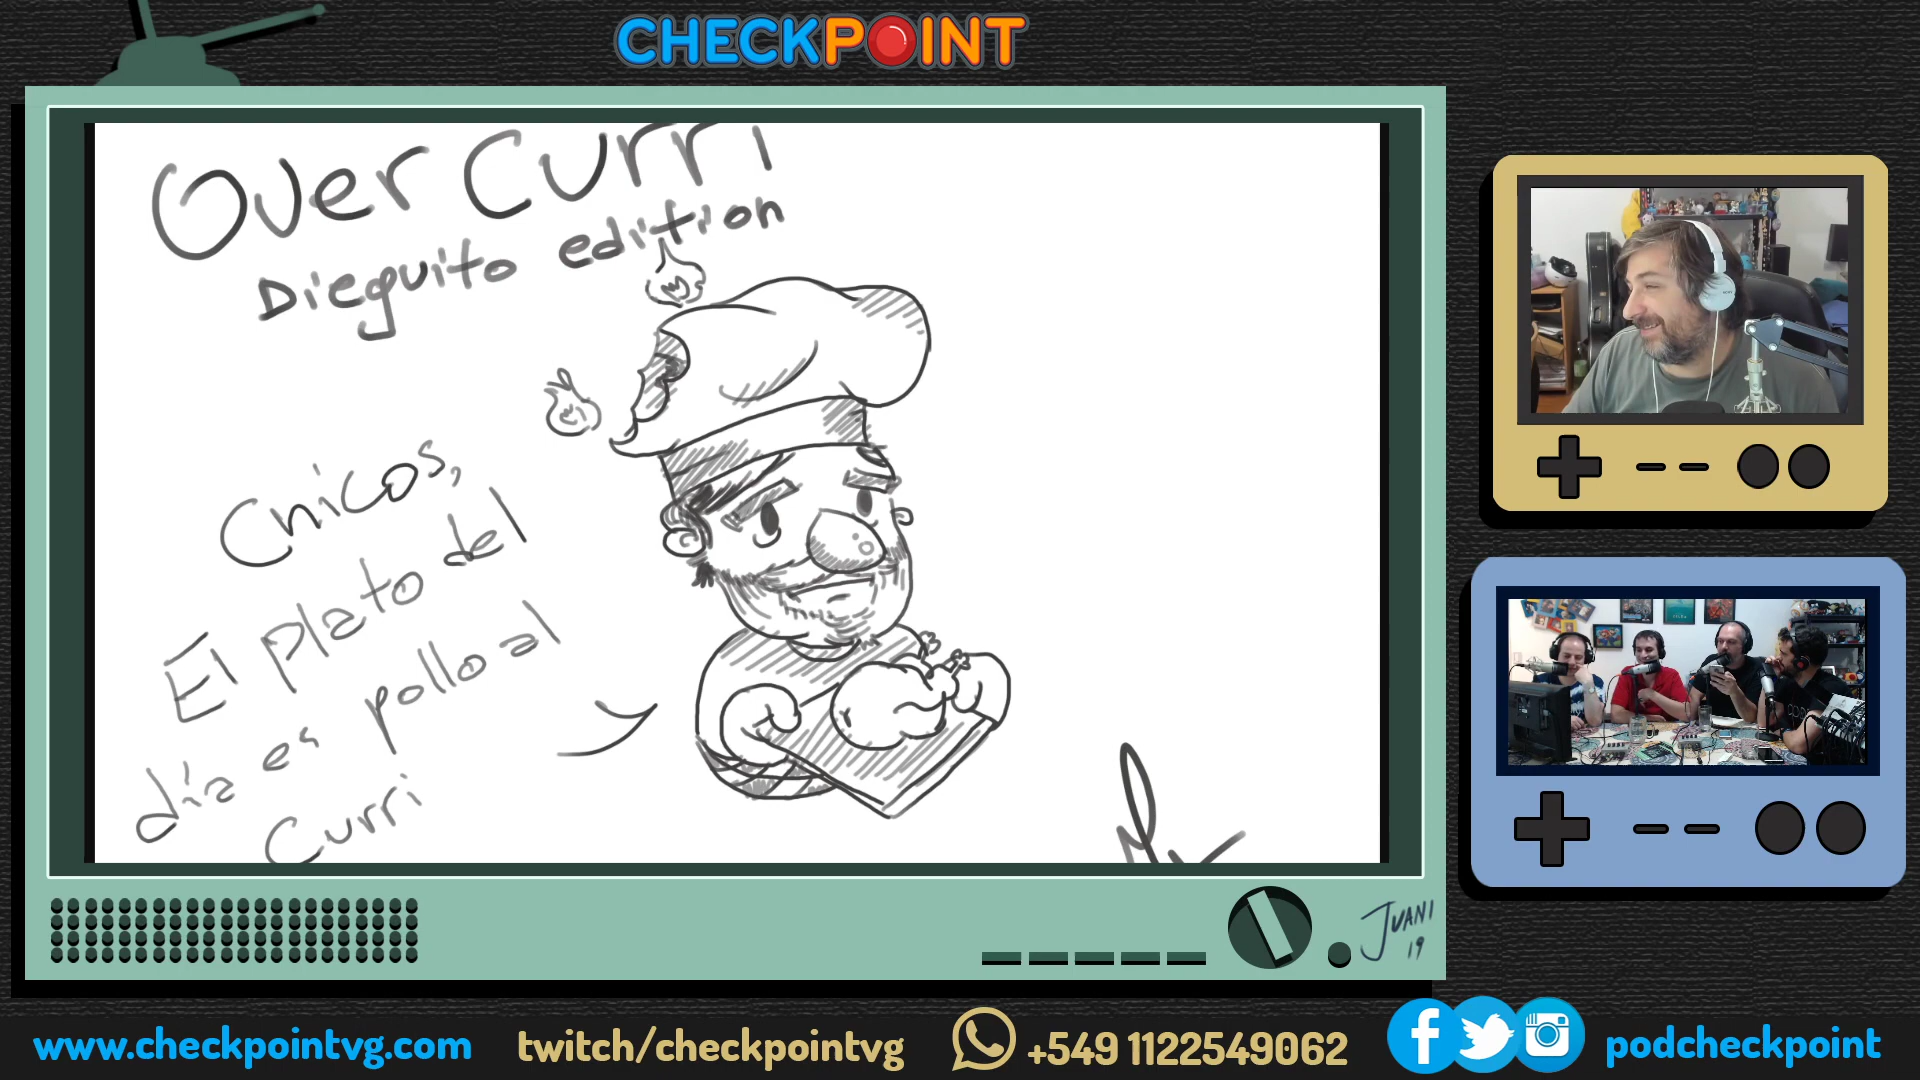 CHECKPOINT
Over Curri
Dieguito edition
Chicos,
El plato del
día es pollo al
Curri
JUANI
19
www.checkpointvg.com
twitch/checkpointvg
+549 1122549062
podcheckpoint